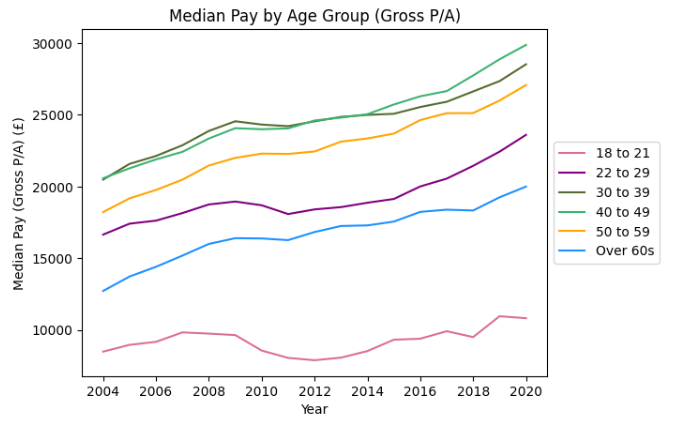 Median Pay by Age Group (Gross P/A)
Median Pay (Gross P/A) (£)
30000
25000
20000
15000
10000
2004 2006 2008 2010 2012 2014 2016 2018 2020
Year
18 to 21
22 to 29
30 to 39
40 to 49
50 to 59
Over 60s